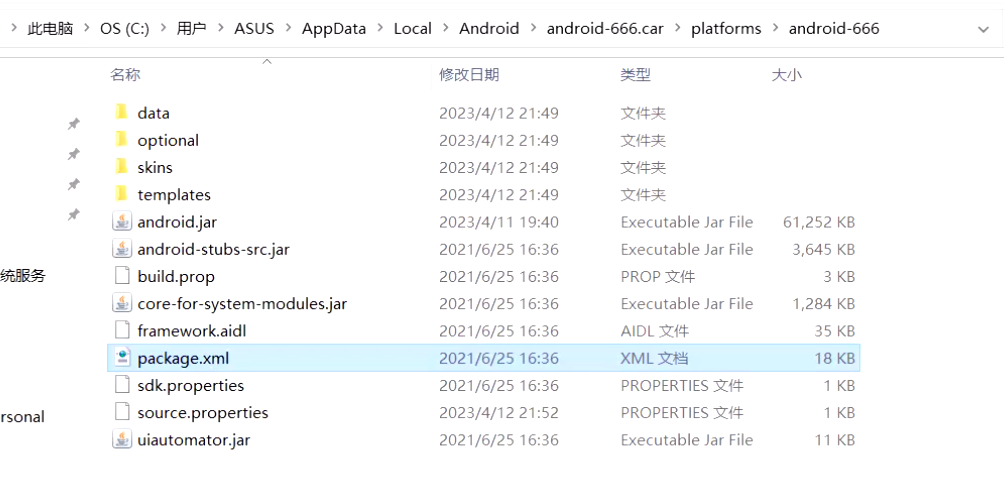 此电脑 > OS (C:) > 用户 > ASUS > AppData > Local > Android > android-666.car > platforms > android-666
名称 修改日期 类型 大小
data 2023/4/12 21:49 文件夹
optional 2023/4/12 21:49 文件夹
skins 2023/4/12 21:49 文件夹
templates 2023/4/12 21:49 文件夹
android.jar 2023/4/11 19:40 Executable Jar File 61,252 KB
android-stubs-src.jar 2021/6/25 16:36 Executable Jar File 3,645 KB
build.prop 2021/6/25 16:36 PROP 文件 3 KB
统服务
core-for-system-modules.jar 2021/6/25 16:36 Executable Jar File 1,284 KB
framework.aidl 2021/6/25 16:36 AIDL 文件 35 KB
package.xml 2021/6/25 16:36 XML 文档 18 KB
sdk.properties 2021/6/25 16:36 PROPERTIES 文件 1 KB
source.properties 2023/4/12 21:52 PROPERTIES 文件 1 KB
rsonal
uiautomator.jar 2021/6/25 16:36 Executable Jar File 11 KB